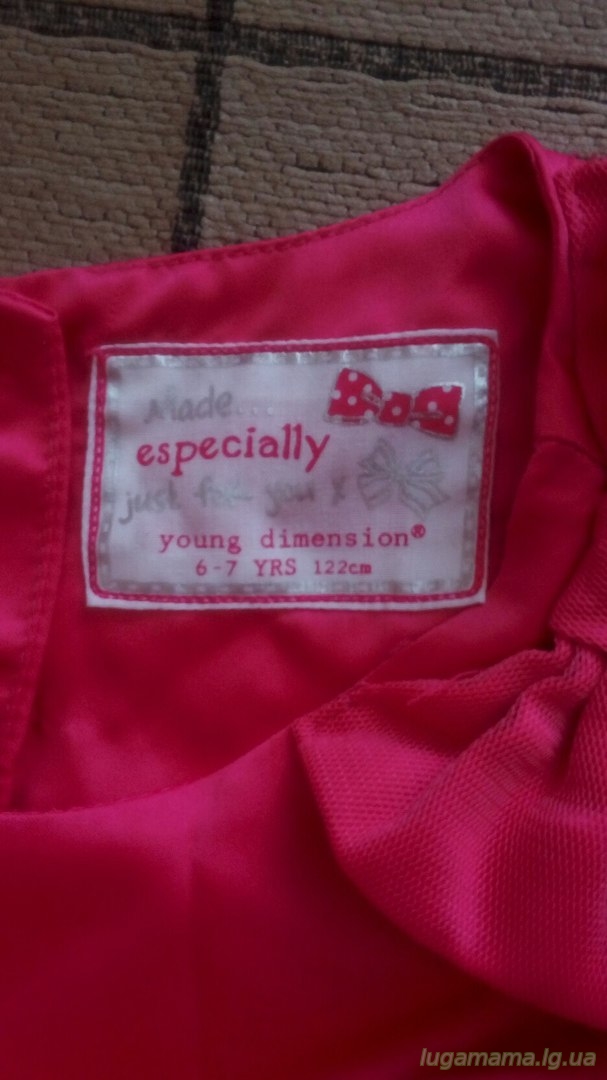 Made...
especially
just for you x
young dimension®
6-7 YRS 122cm
lugamama.lg.ua